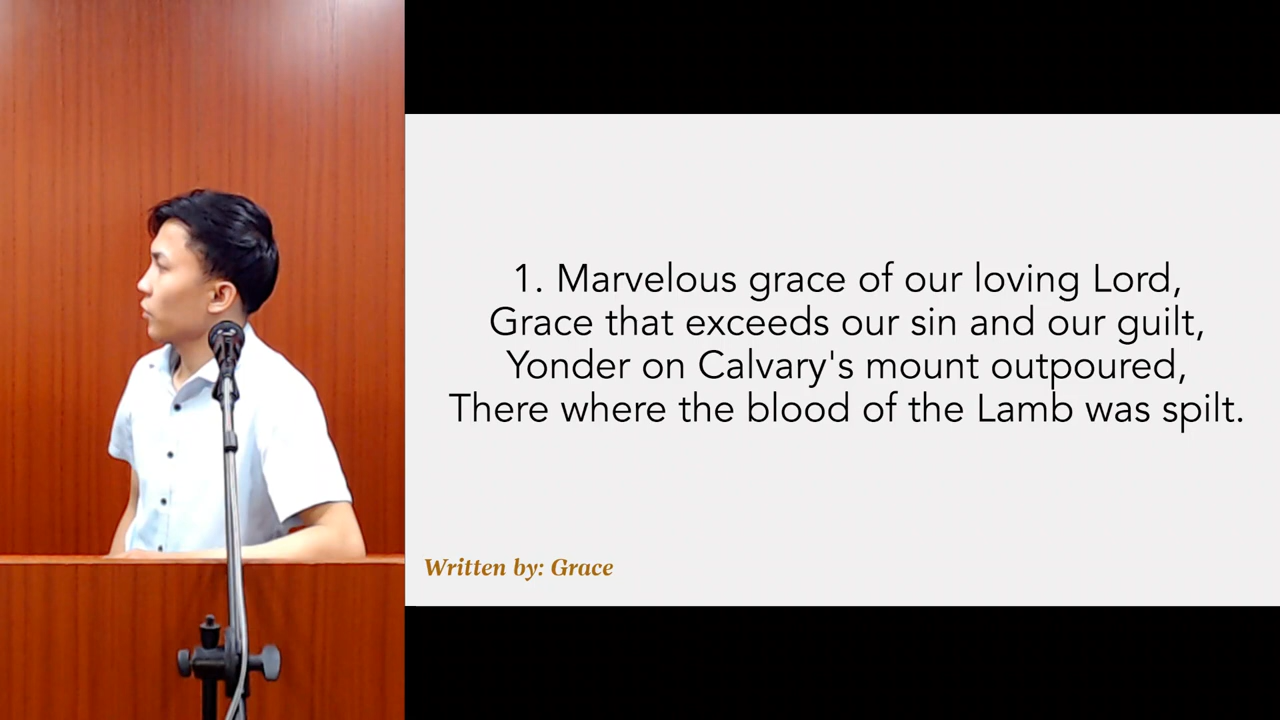 1. Marvelous grace of our loving Lord,
Grace that exceeds our sin and our guilt,
Yonder on Calvary's mount outpoured,
There where the blood of the Lamb was spilt.
Written by: Grace